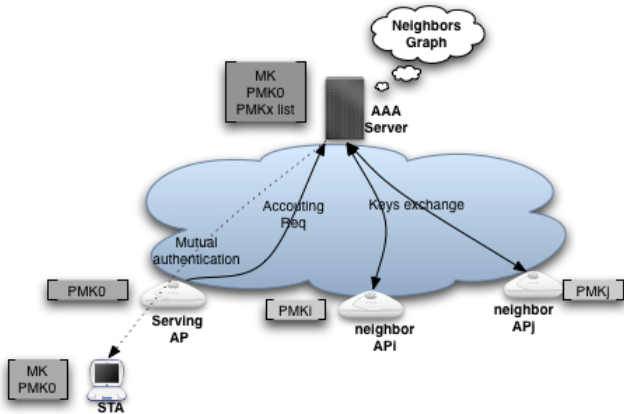 Neighbors
Graph
MK
PMK0
PMKx list
AAA
Server
Accouting
Req
Keys exchange
Mutual
authentication
PMK0
Serving
AP
PMKi
neighbor
APi
neighbor
APj
PMKj
MK
PMK0
STA